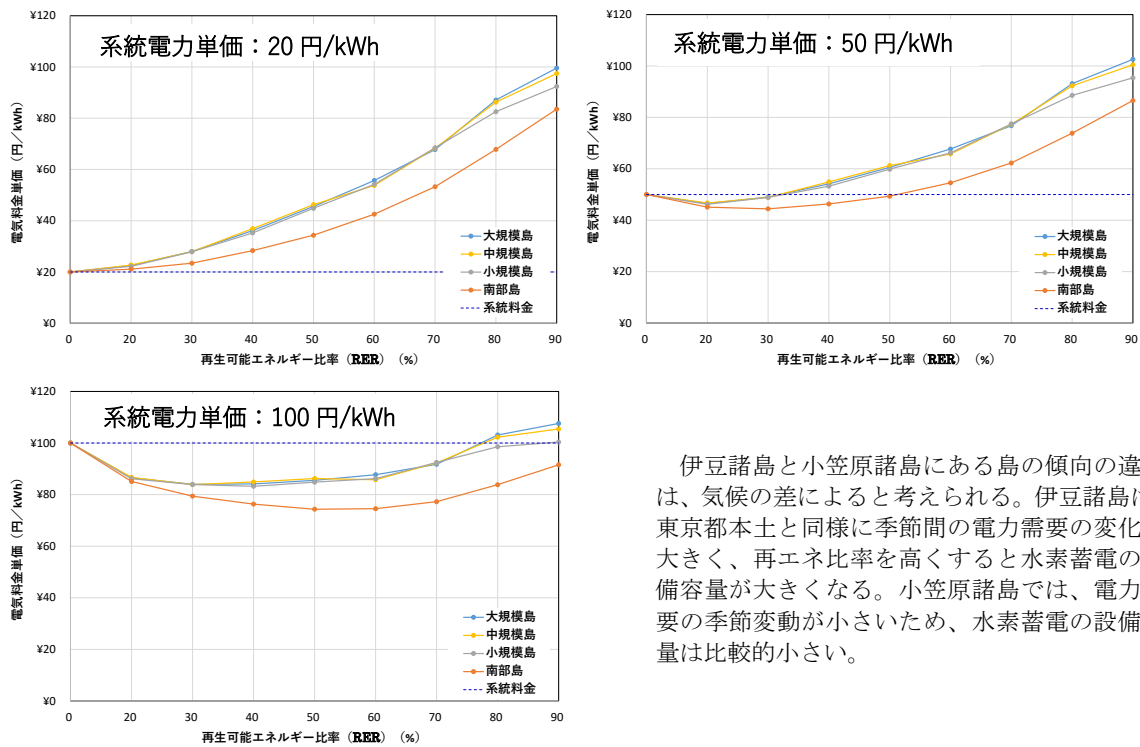 系統電力単価：20 円/kWh
¥120
¥100
¥80
¥60
¥40
¥20
¥0
電気料金単価（円／kWh）
0 20 30 40 50 60 70 80 90
再生可能エネルギー比率（RER）（%）
大規模島
中規模島
小規模島
南部島
系統料金
系統電力単価：50 円/kWh
¥120
¥100
¥80
¥60
¥40
¥20
¥0
電気料金単価（円／kWh）
0 20 30 40 50 60 70 80 90
再生可能エネルギー比率（RER）（%）
大規模島
中規模島
小規模島
南部島
系統料金
系統電力単価：100 円/kWh
¥120
¥100
¥80
¥60
¥40
¥20
¥0
電気料金単価（円／kWh）
0 20 30 40 50 60 70 80 90
再生可能エネルギー比率（RER）（%）
大規模島
中規模島
小規模島
南部島
系統料金
伊豆諸島と小笠原諸島にある島の傾向の違
は、気候の差によると考えられる。伊豆諸島
東京都本土と同様に季節間の電力需要の変化
大きく、再エネ比率を高くすると水素蓄電の
備容量が大きくなる。小笠原諸島では、電力
要の季節変動が小さいため、水素蓄電の設備
量は比較的小さい。